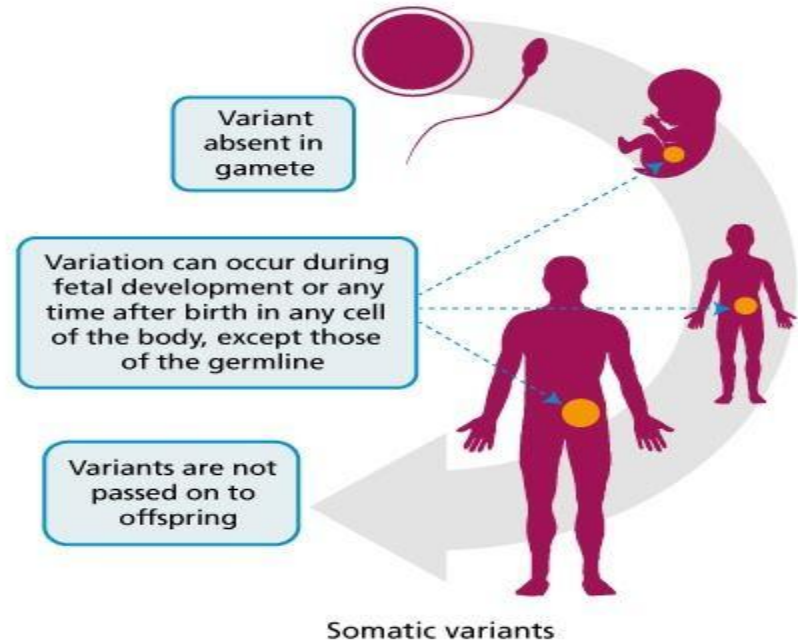 Variant
absent in
gamete
Variation can occur during
fetal development or any
time after birth in any cell
of the body, except those
of the germline
Variants are not
passed on to
offspring
Somatic variants